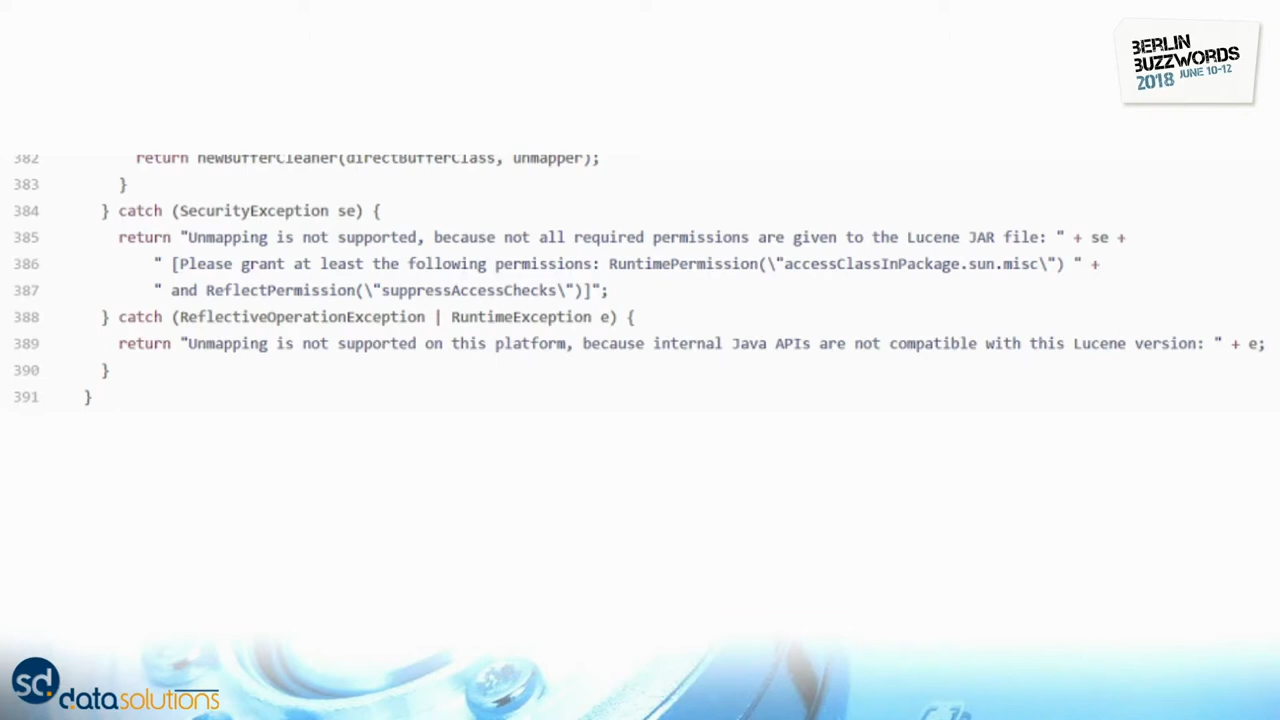 BERLIN
BUZZWORDS
2018 JUNE 10-12
382 return newBufferCleaner(directBufferClass, unmapper);
383 }
384 } catch (SecurityException se) {
385 return "Unmapping is not supported, because not all required permissions are given to the Lucene JAR file: " + se +
386 " [Please grant at least the following permissions: RuntimePermission(\"accessClassInPackage.sun.misc\") " +
387 " and ReflectPermission(\"suppressAccessChecks\")]";
388 } catch (ReflectiveOperationException | RuntimeException e) {
389 return "Unmapping is not supported on this platform, because internal Java APIs are not compatible with this Lucene version: " + e;
390 }
391 }
sd datasolutions